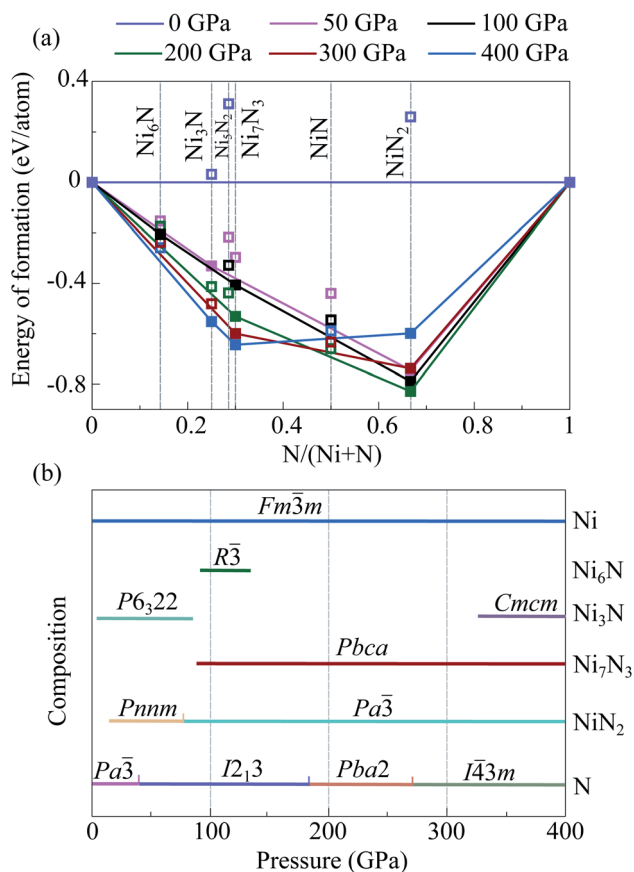 (a)
0 GPa 50 GPa 100 GPa
200 GPa 300 GPa 400 GPa
Energy of formation (eV/atom)
0.4
0
-0.4
-0.8
Ni₆N
Ni₃N
Ni₅N₂
Ni₇N₃
NiN
NiN₂
0 0.2 0.4 0.6 0.8 1
N/(Ni+N)
(b)
Composition
Fm3̅m Ni
R3̅ Ni₆N
P6₃22 Cmcm Ni₃N
Pbca Ni₇N₃
Pnnm Pa3̅ NiN₂
Pa3̅ I2₁3 Pba2 I4̅3m N
0 100 200 300 400
Pressure (GPa)